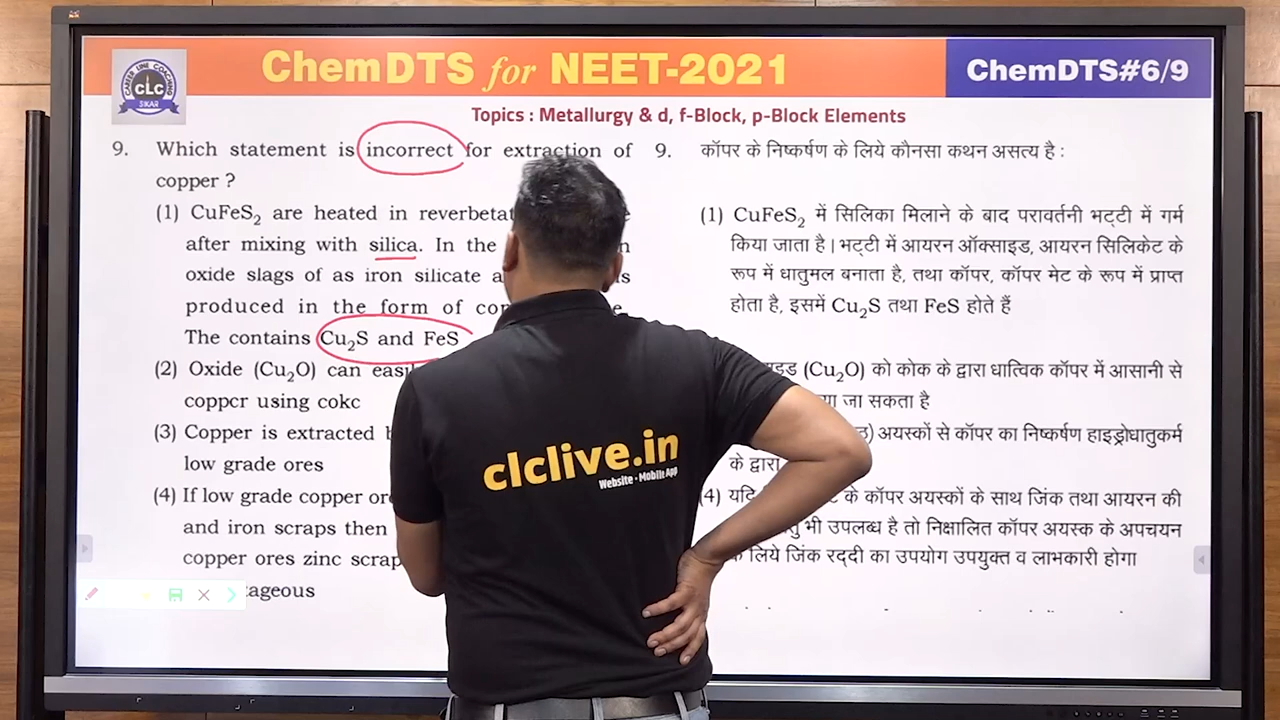 ChemDTS for NEET-2021
ChemDTS#6/9
CAREER LINE COACHING
CLC
SIKAR
Topics : Metallurgy & d, f-Block, p-Block Elements
9. Which statement is incorrect for extraction of
copper ?
(1) CuFeS₂ are heated in
after mixing with silica. In the
oxide slags of as iron silicate
produced in the form of
The contains Cu₂S and FeS
(2) Oxide (Cu₂O) can
coppcr using cokc
(3) Copper is extracted
low grade ores
(4) If low grade copper
and iron scraps then
copper ores zinc
9. कॉपर के निष्कर्षण के लिये कौनसा कथन असत्य है :
(1) CuFeS₂ में सिलिका मिलाने के बाद परावर्तनी भट्टी में गर्म
किया जाता है। भट्टी में आयरन ऑक्साइड, आयरन सिलिकेट के
रूप में धातुमल बनाता है, तथा कॉपर, कॉपर मेट के रूप में प्राप्त
होता है, इसमें Cu₂S तथा FeS होते हैं
(Cu₂O) को कोक के द्वारा धात्विक कॉपर में आसानी से
जा सकता है
अयस्कों से कॉपर का निष्कर्षण हाइड्रोधातुकर्म
के द्वारा
(4) यदि के कॉपर अयस्कों के साथ जिंक तथा आयरन की
भी उपलब्ध है तो निक्षालित कॉपर अयस्क के अपचयन
लिये जिंक रद्दी का उपयोग उपयुक्त व लाभकारी होगा
clclive.in
Website - Mobile App